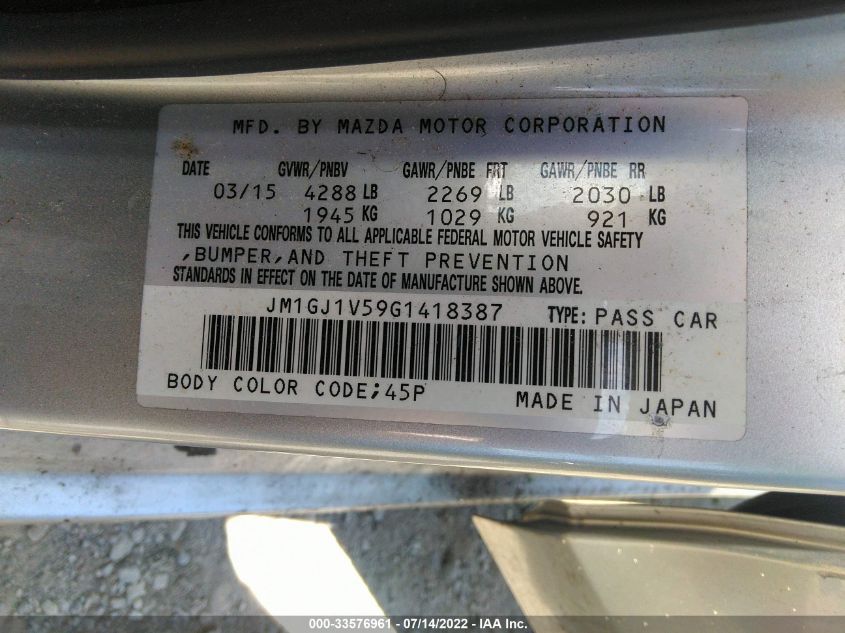 MFD. BY MAZDA MOTOR CORPORATION
DATE GVWR/PNBV GAWR/PNBE FRT GAWR/PNBE RR
03/15 4288 LB 2269 LB 2030 LB
1945 KG 1029 KG 921 KG
THIS VEHICLE CONFORMS TO ALL APPLICABLE FEDERAL MOTOR VEHICLE SAFETY
,BUMPER,AND THEFT PREVENTION
STANDARDS IN EFFECT ON THE DATE OF MANUFACTURE SHOWN ABOVE.
JM1GJ1V59G1418387 TYPE: PASS CAR
BODY COLOR CODE;45P MADE IN JAPAN
000-33576961 - 07/14/2022 - IAA Inc.